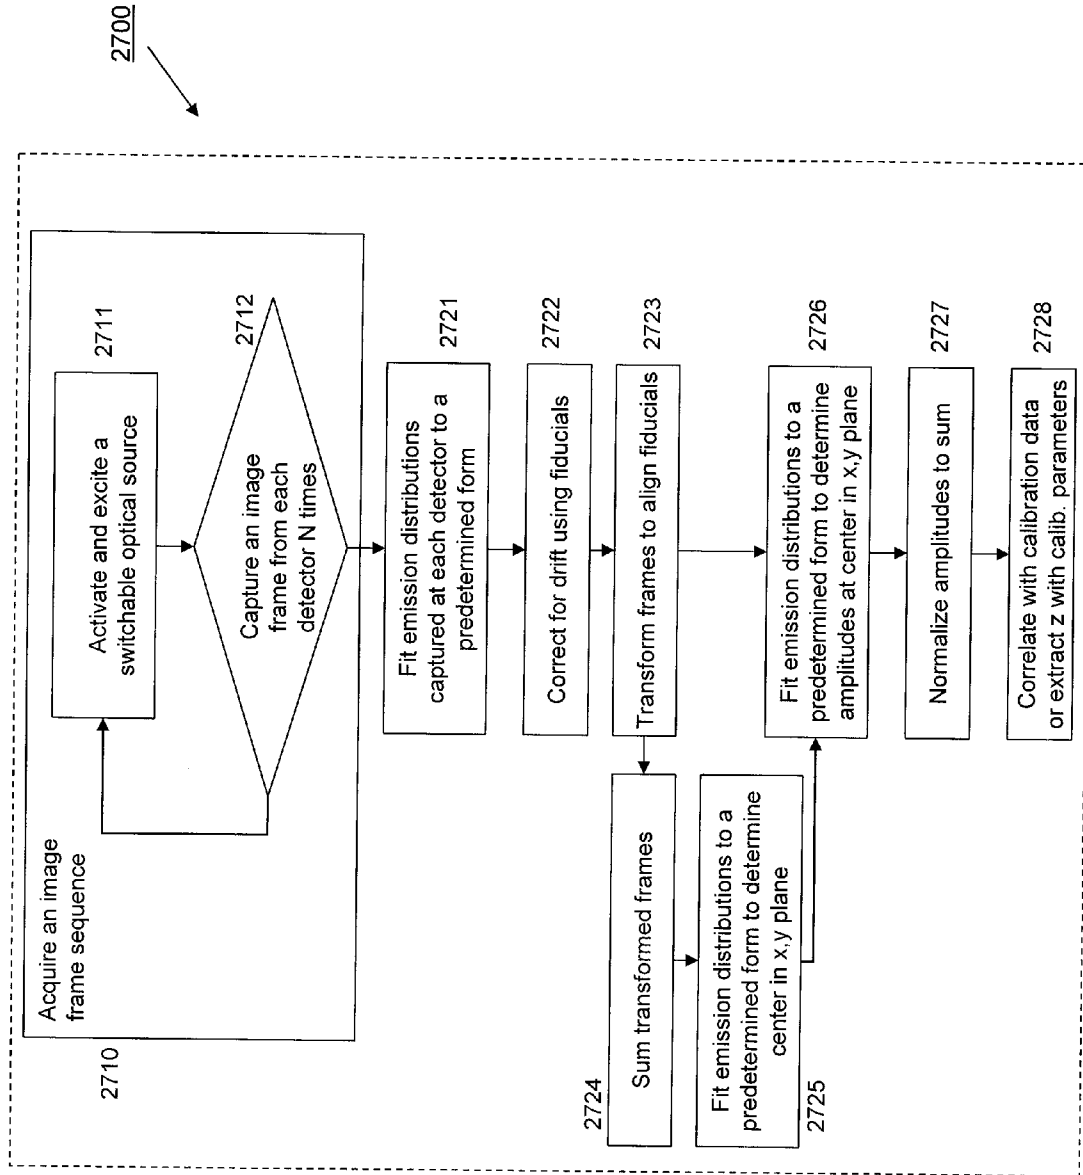 2700
Acquire an image
frame sequence
2710
Activate and excite a
switchable optical source
2711
Capture an image
frame from each
detector N times
2712
Fit emission distributions
captured at each detector to a
predetermined form
2721
Correct for drift using fiducials
2722
Transform frames to align fiducials
2723
2724
Sum transformed frames
Fit emission distributions to a
predetermined form to determine
center in x,y plane
2725
Fit emission distributions to a
predetermined form to determine
amplitudes at center in x,y plane
2726
Normalize amplitudes to sum
2727
Correlate with calibration data
or extract z with calib. parameters
2728